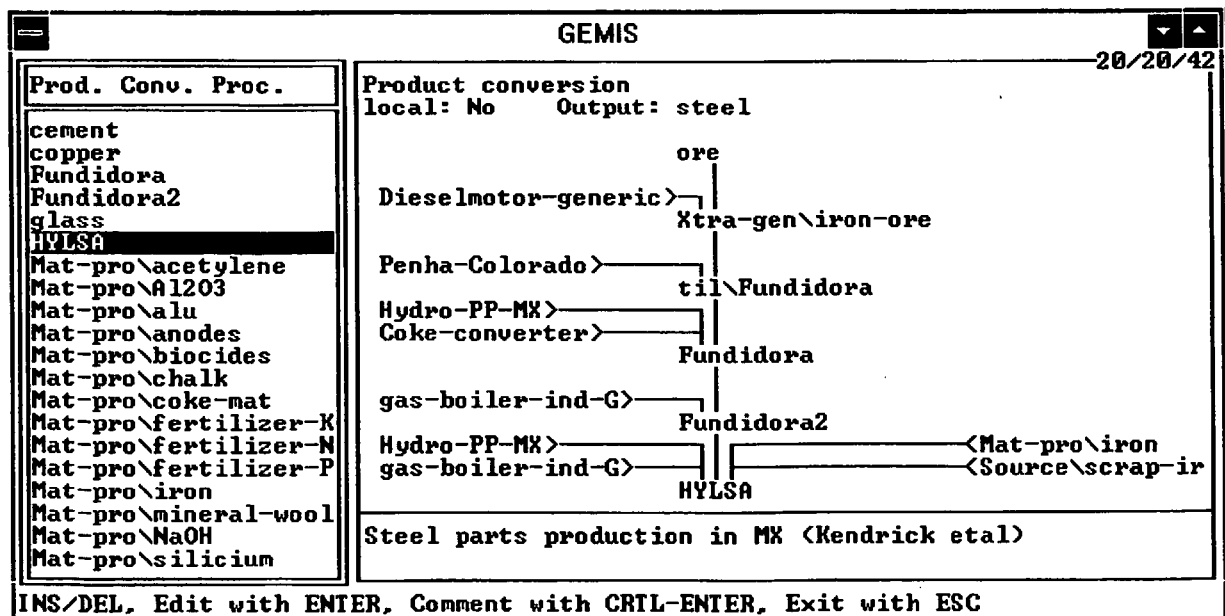 GEMIS
20/20/42
Prod. Conv. Proc.
cement
copper
Fundidora
Fundidora2
glass
HYLSA
Mat-pro\acetylene
Mat-pro\Al2O3
Mat-pro\alu
Mat-pro\anodes
Mat-pro\biocides
Mat-pro\chalk
Mat-pro\coke-mat
Mat-pro\fertilizer-K
Mat-pro\fertilizer-N
Mat-pro\fertilizer-P
Mat-pro\iron
Mat-pro\mineral-wool
Mat-pro\NaOH
Mat-pro\silicium
Product conversion
local: No Output: steel
ore
Dieselmotor-generic>
Xtra-gen\iron-ore
Penha-Colorado>
til\Fundidora
Hydro-PP-MX>
Coke-converter>
Fundidora
gas-boiler-ind-G>
Fundidora2
Hydro-PP-MX> <Mat-pro\iron
gas-boiler-ind-G> <Source\scrap-ir
HYLSA
Steel parts production in MX (Kendrick etal)
INS/DEL, Edit with ENTER, Comment with CRTL-ENTER, Exit with ESC